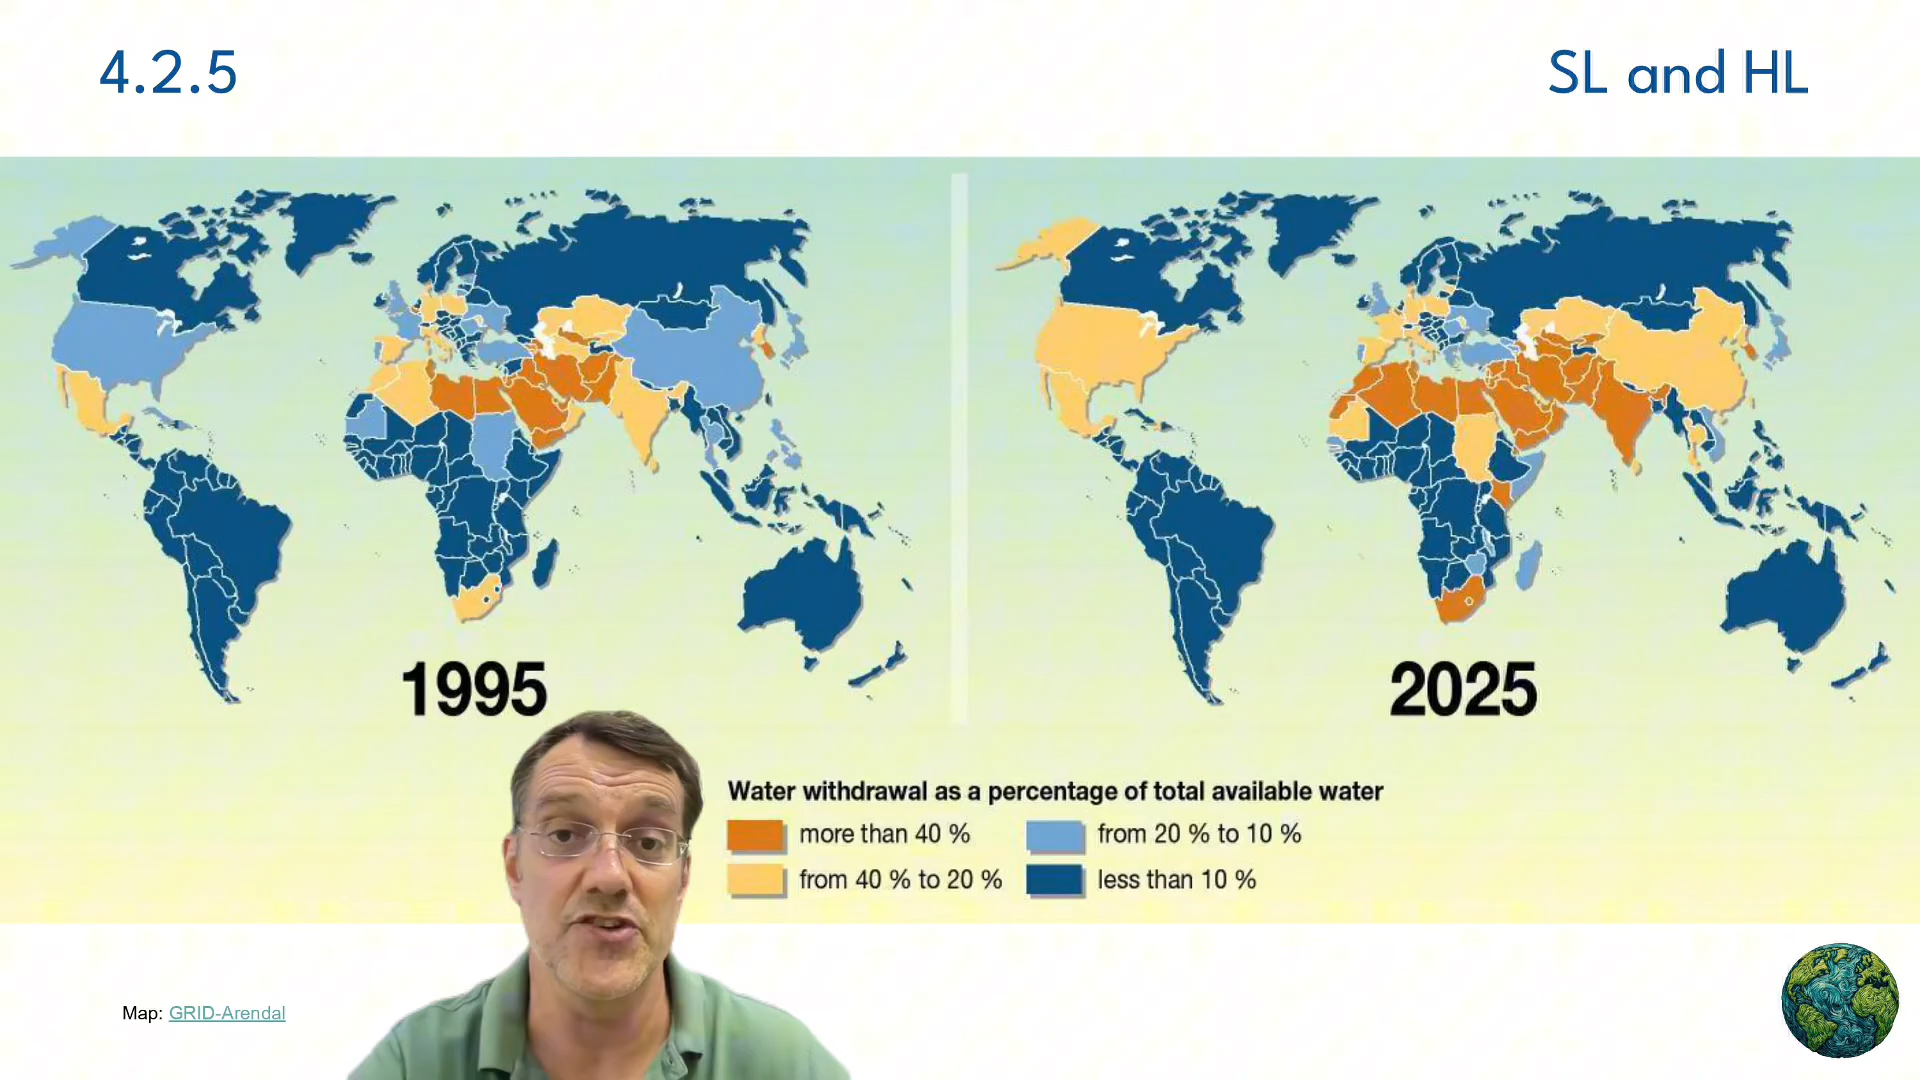 4.2.5
SL and HL
1995
2025
Water withdrawal as a percentage of total available water
more than 40 %
from 20 % to 10 %
from 40 % to 20 %
less than 10 %
Map: GRID-Arendal